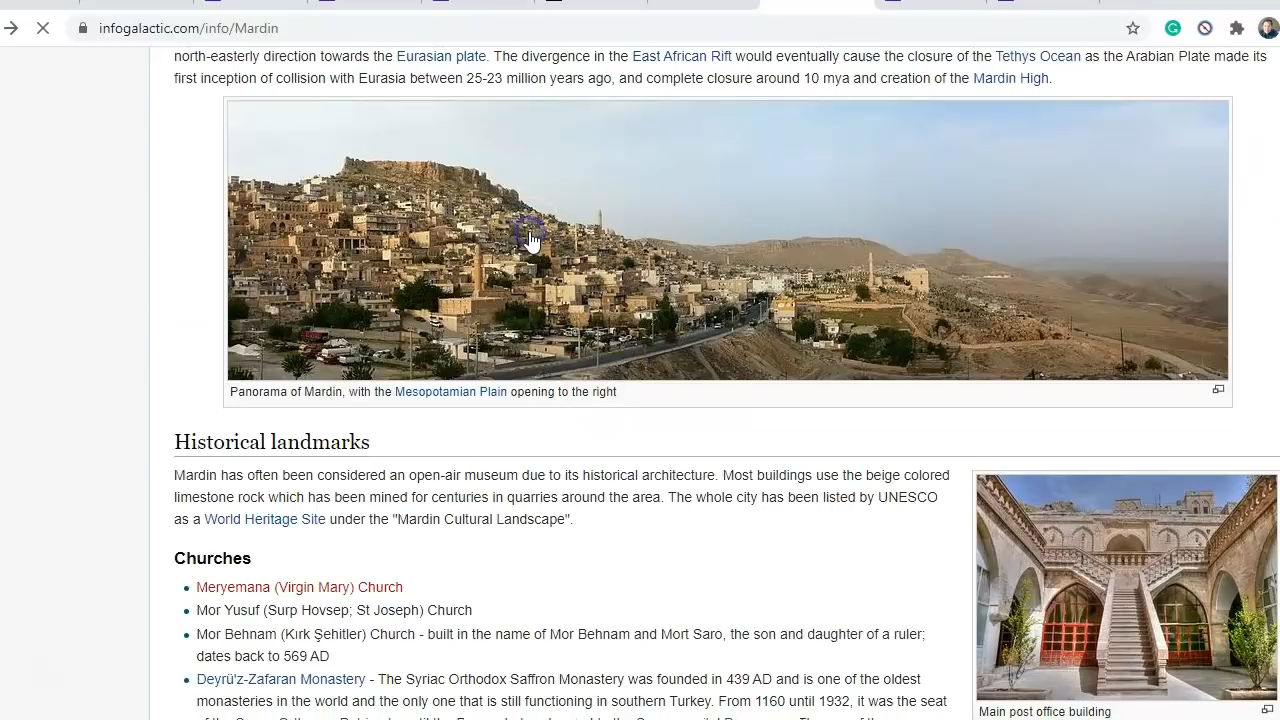 infogalactic.com/info/Mardin
north-easterly direction towards the Eurasian plate. The divergence in the East African Rift would eventually cause the closure of the Tethys Ocean as the Arabian Plate made its
first inception of collision with Eurasia between 25-23 million years ago, and complete closure around 10 mya and creation of the Mardin High.
Panorama of Mardin, with the Mesopotamian Plain opening to the right
Historical landmarks
Mardin has often been considered an open-air museum due to its historical architecture. Most buildings use the beige colored
limestone rock which has been mined for centuries in quarries around the area. The whole city has been listed by UNESCO
as a World Heritage Site under the "Mardin Cultural Landscape".
Churches
Meryemana (Virgin Mary) Church
Mor Yusuf (Surp Hovsep; St Joseph) Church
Mor Behnam (Kırk Şehitler) Church - built in the name of Mor Behnam and Mort Saro, the son and daughter of a ruler;
dates back to 569 AD
Deyrü'z-Zafaran Monastery - The Syriac Orthodox Saffron Monastery was founded in 439 AD and is one of the oldest
monasteries in the world and the only one that is still functioning in southern Turkey. From 1160 until 1932, it was the seat
Main post office building